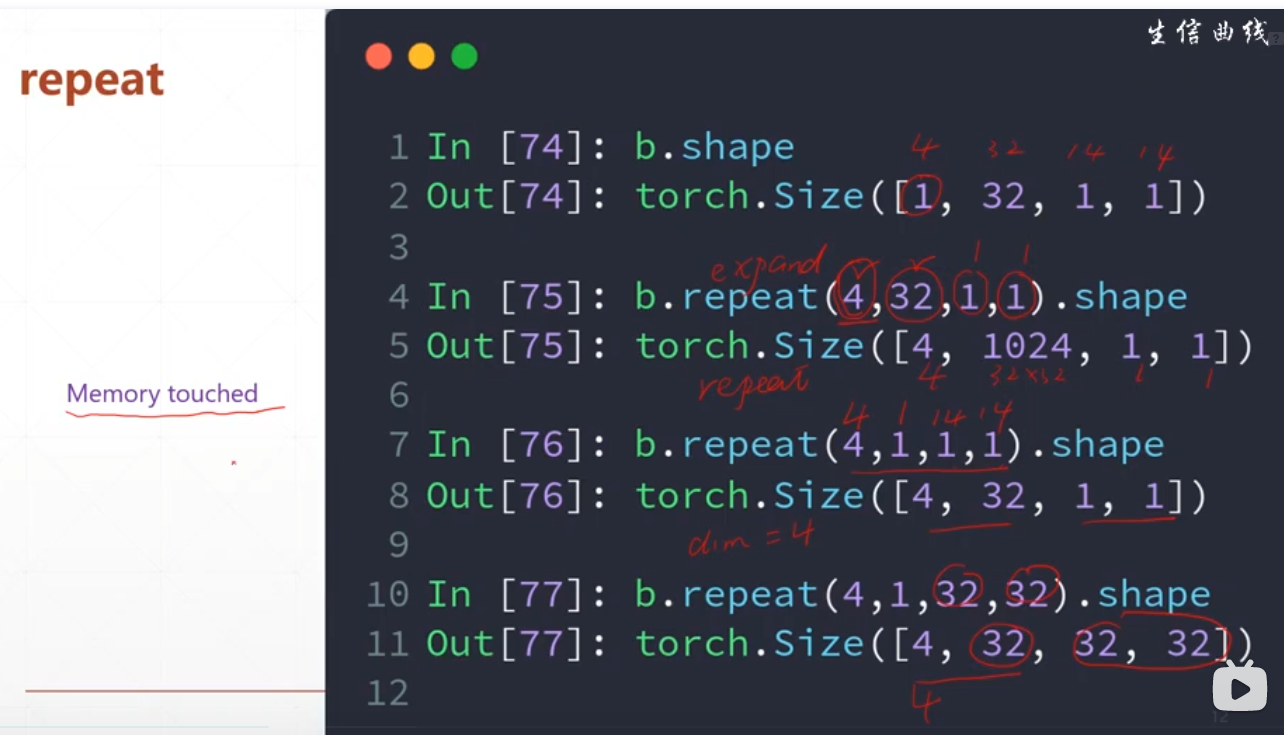 生信曲线
repeat
Memory touched
4 32 14 14
1 In [74]: b.shape
2 Out[74]: torch.Size([1, 32, 1, 1])
3
expand 1 1
4 In [75]: b.repeat(4,32,1,1).shape
5 Out[75]: torch.Size([4, 1024, 1, 1])
repeat 4 32×32 1 1
6
4 1 14 14
7 In [76]: b.repeat(4,1,1,1).shape
8 Out[76]: torch.Size([4, 32, 1, 1])
9
dim = 4
10 In [77]: b.repeat(4,1,32,32).shape
11 Out[77]: torch.Size([4, 32, 32, 32])
12
4
12